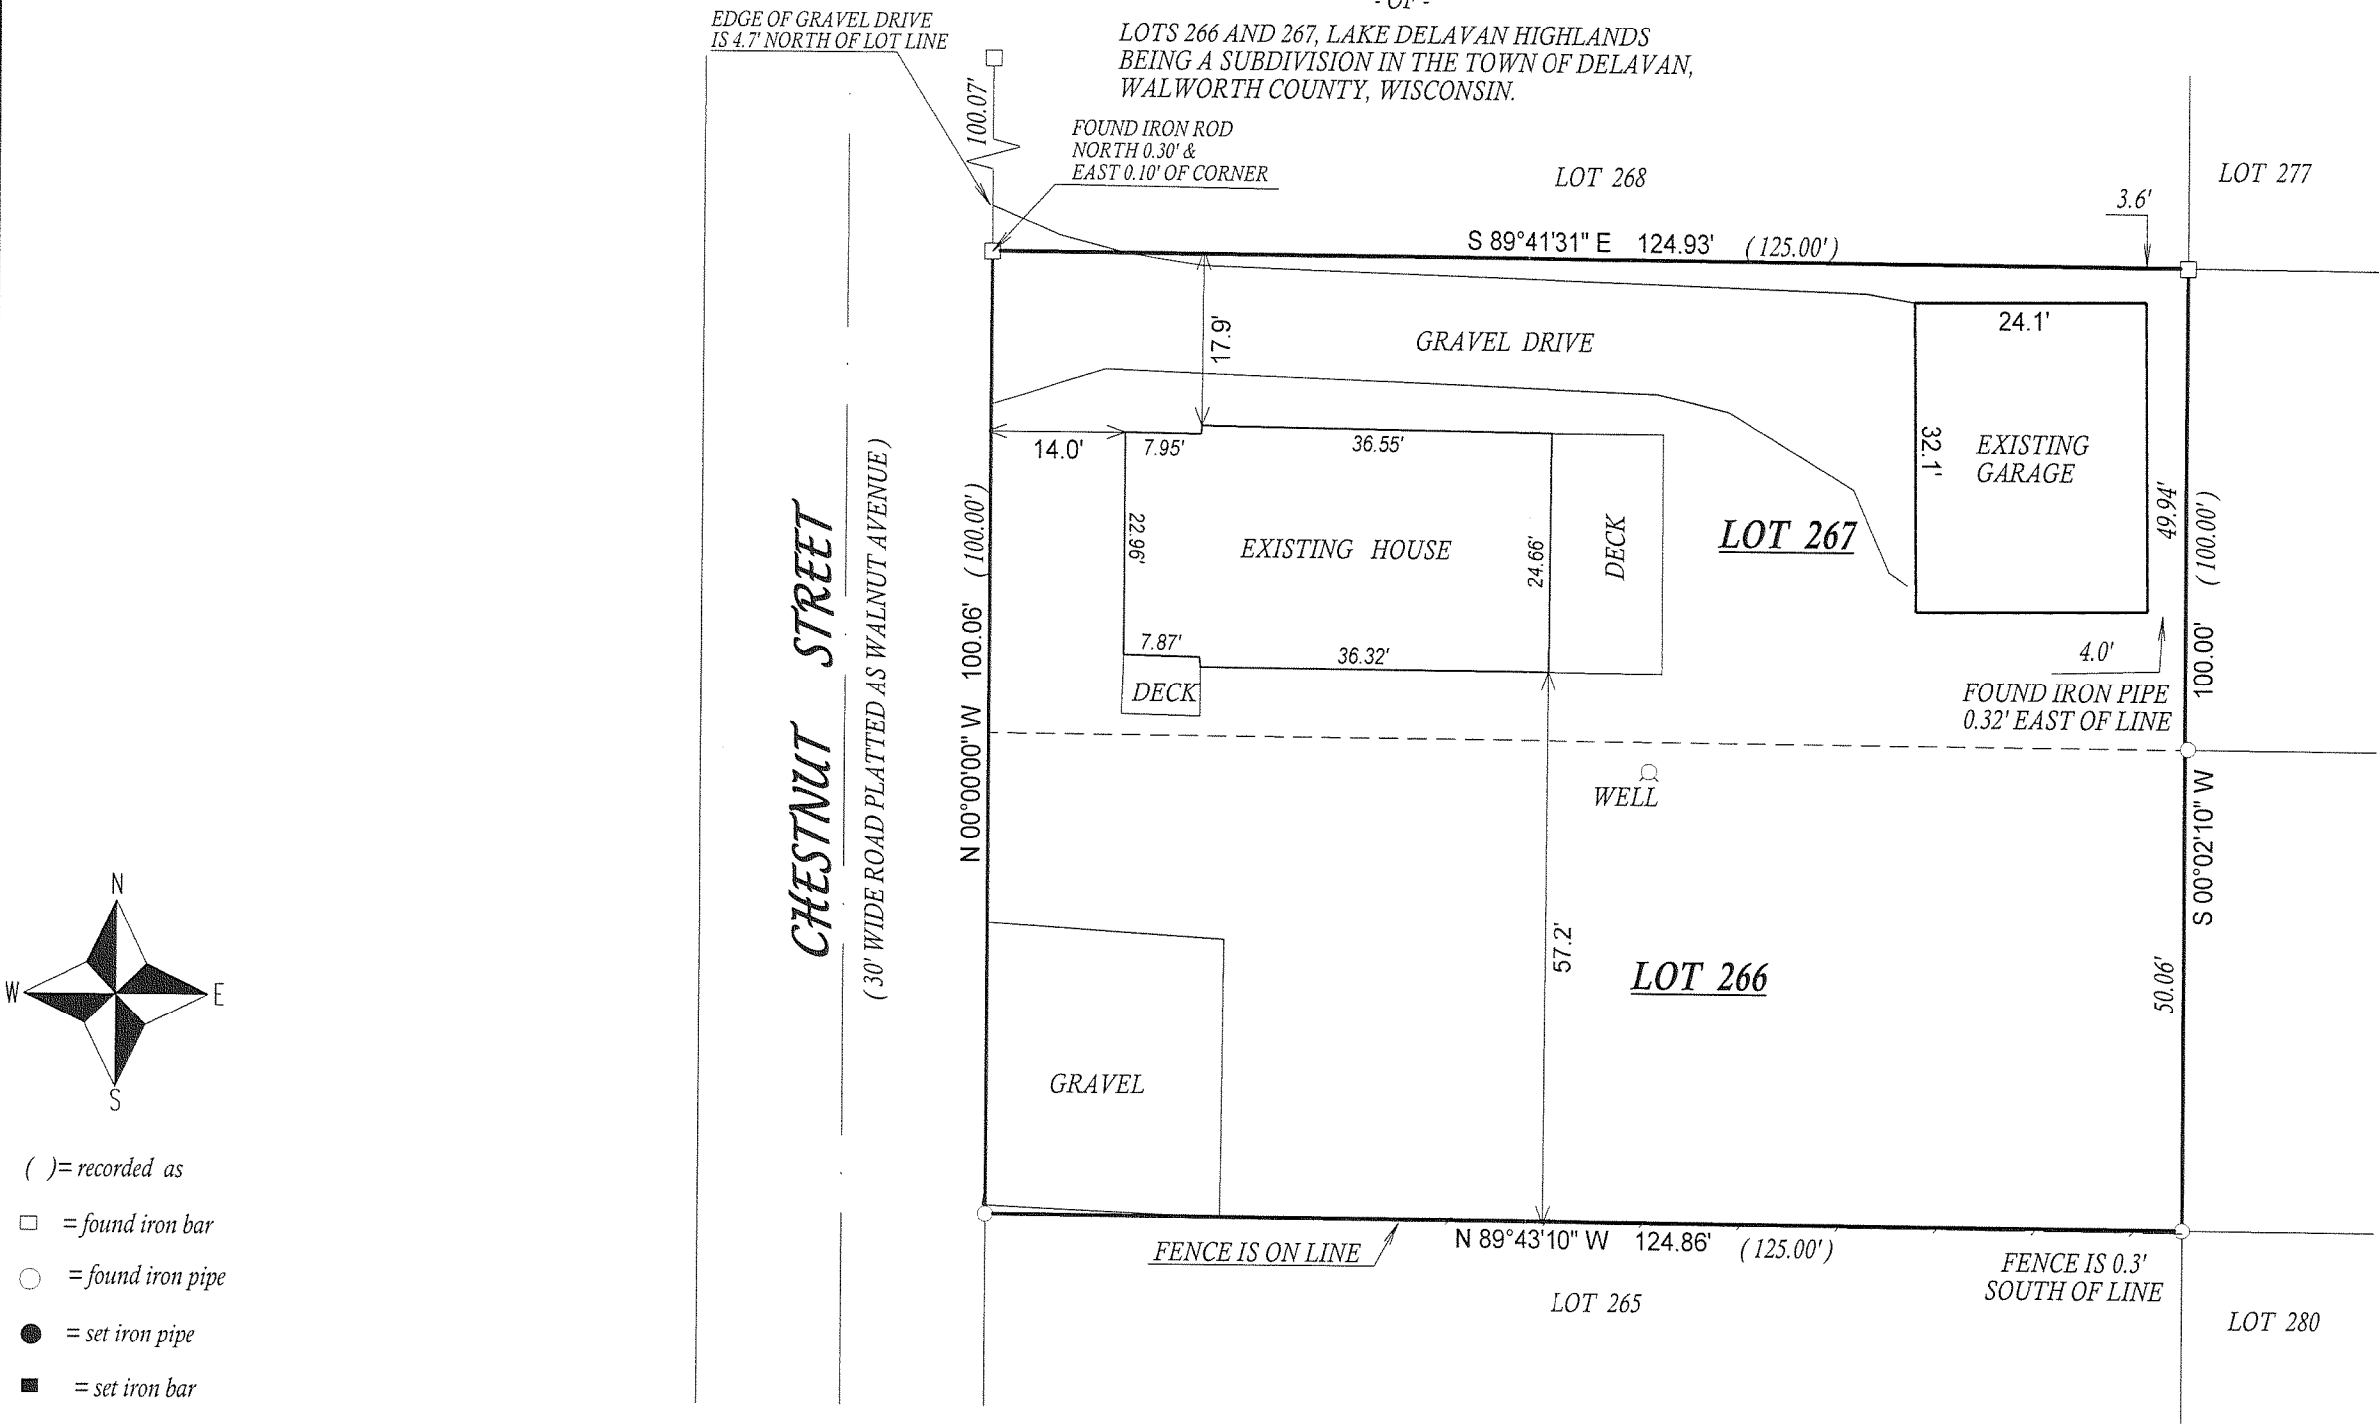 - OF -
LOTS 266 AND 267, LAKE DELAVAN HIGHLANDS
BEING A SUBDIVISION IN THE TOWN OF DELAVAN,
WALWORTH COUNTY, WISCONSIN.
EDGE OF GRAVEL DRIVE
IS 4.7' NORTH OF LOT LINE
100.07'
FOUND IRON ROD
NORTH 0.30' &
EAST 0.10' OF CORNER
LOT 268
LOT 277
3.6'
S 89°41'31" E 124.93' (125.00')
17.9'
GRAVEL DRIVE
24.1'
32.1'
EXISTING
GARAGE
14.0'
7.95'
36.55'
22.96'
EXISTING HOUSE
24.66'
DECK
LOT 267
49.94'
(100.00')
7.87'
36.32'
DECK
4.0'
FOUND IRON PIPE
0.32' EAST OF LINE
100.00'
S 00°02'10" W
CHESTNUT STREET
(30' WIDE ROAD PLATTED AS WALNUT AVENUE)
N 00°00'00" W 100.06' (100.00')
WELL
57.2'
LOT 266
50.06'
GRAVEL
FENCE IS ON LINE
N 89°43'10" W 124.86' (125.00')
FENCE IS 0.3'
SOUTH OF LINE
LOT 265
LOT 280
N
W
E
S
( )= recorded as
= found iron bar
= found iron pipe
= set iron pipe
= set iron bar